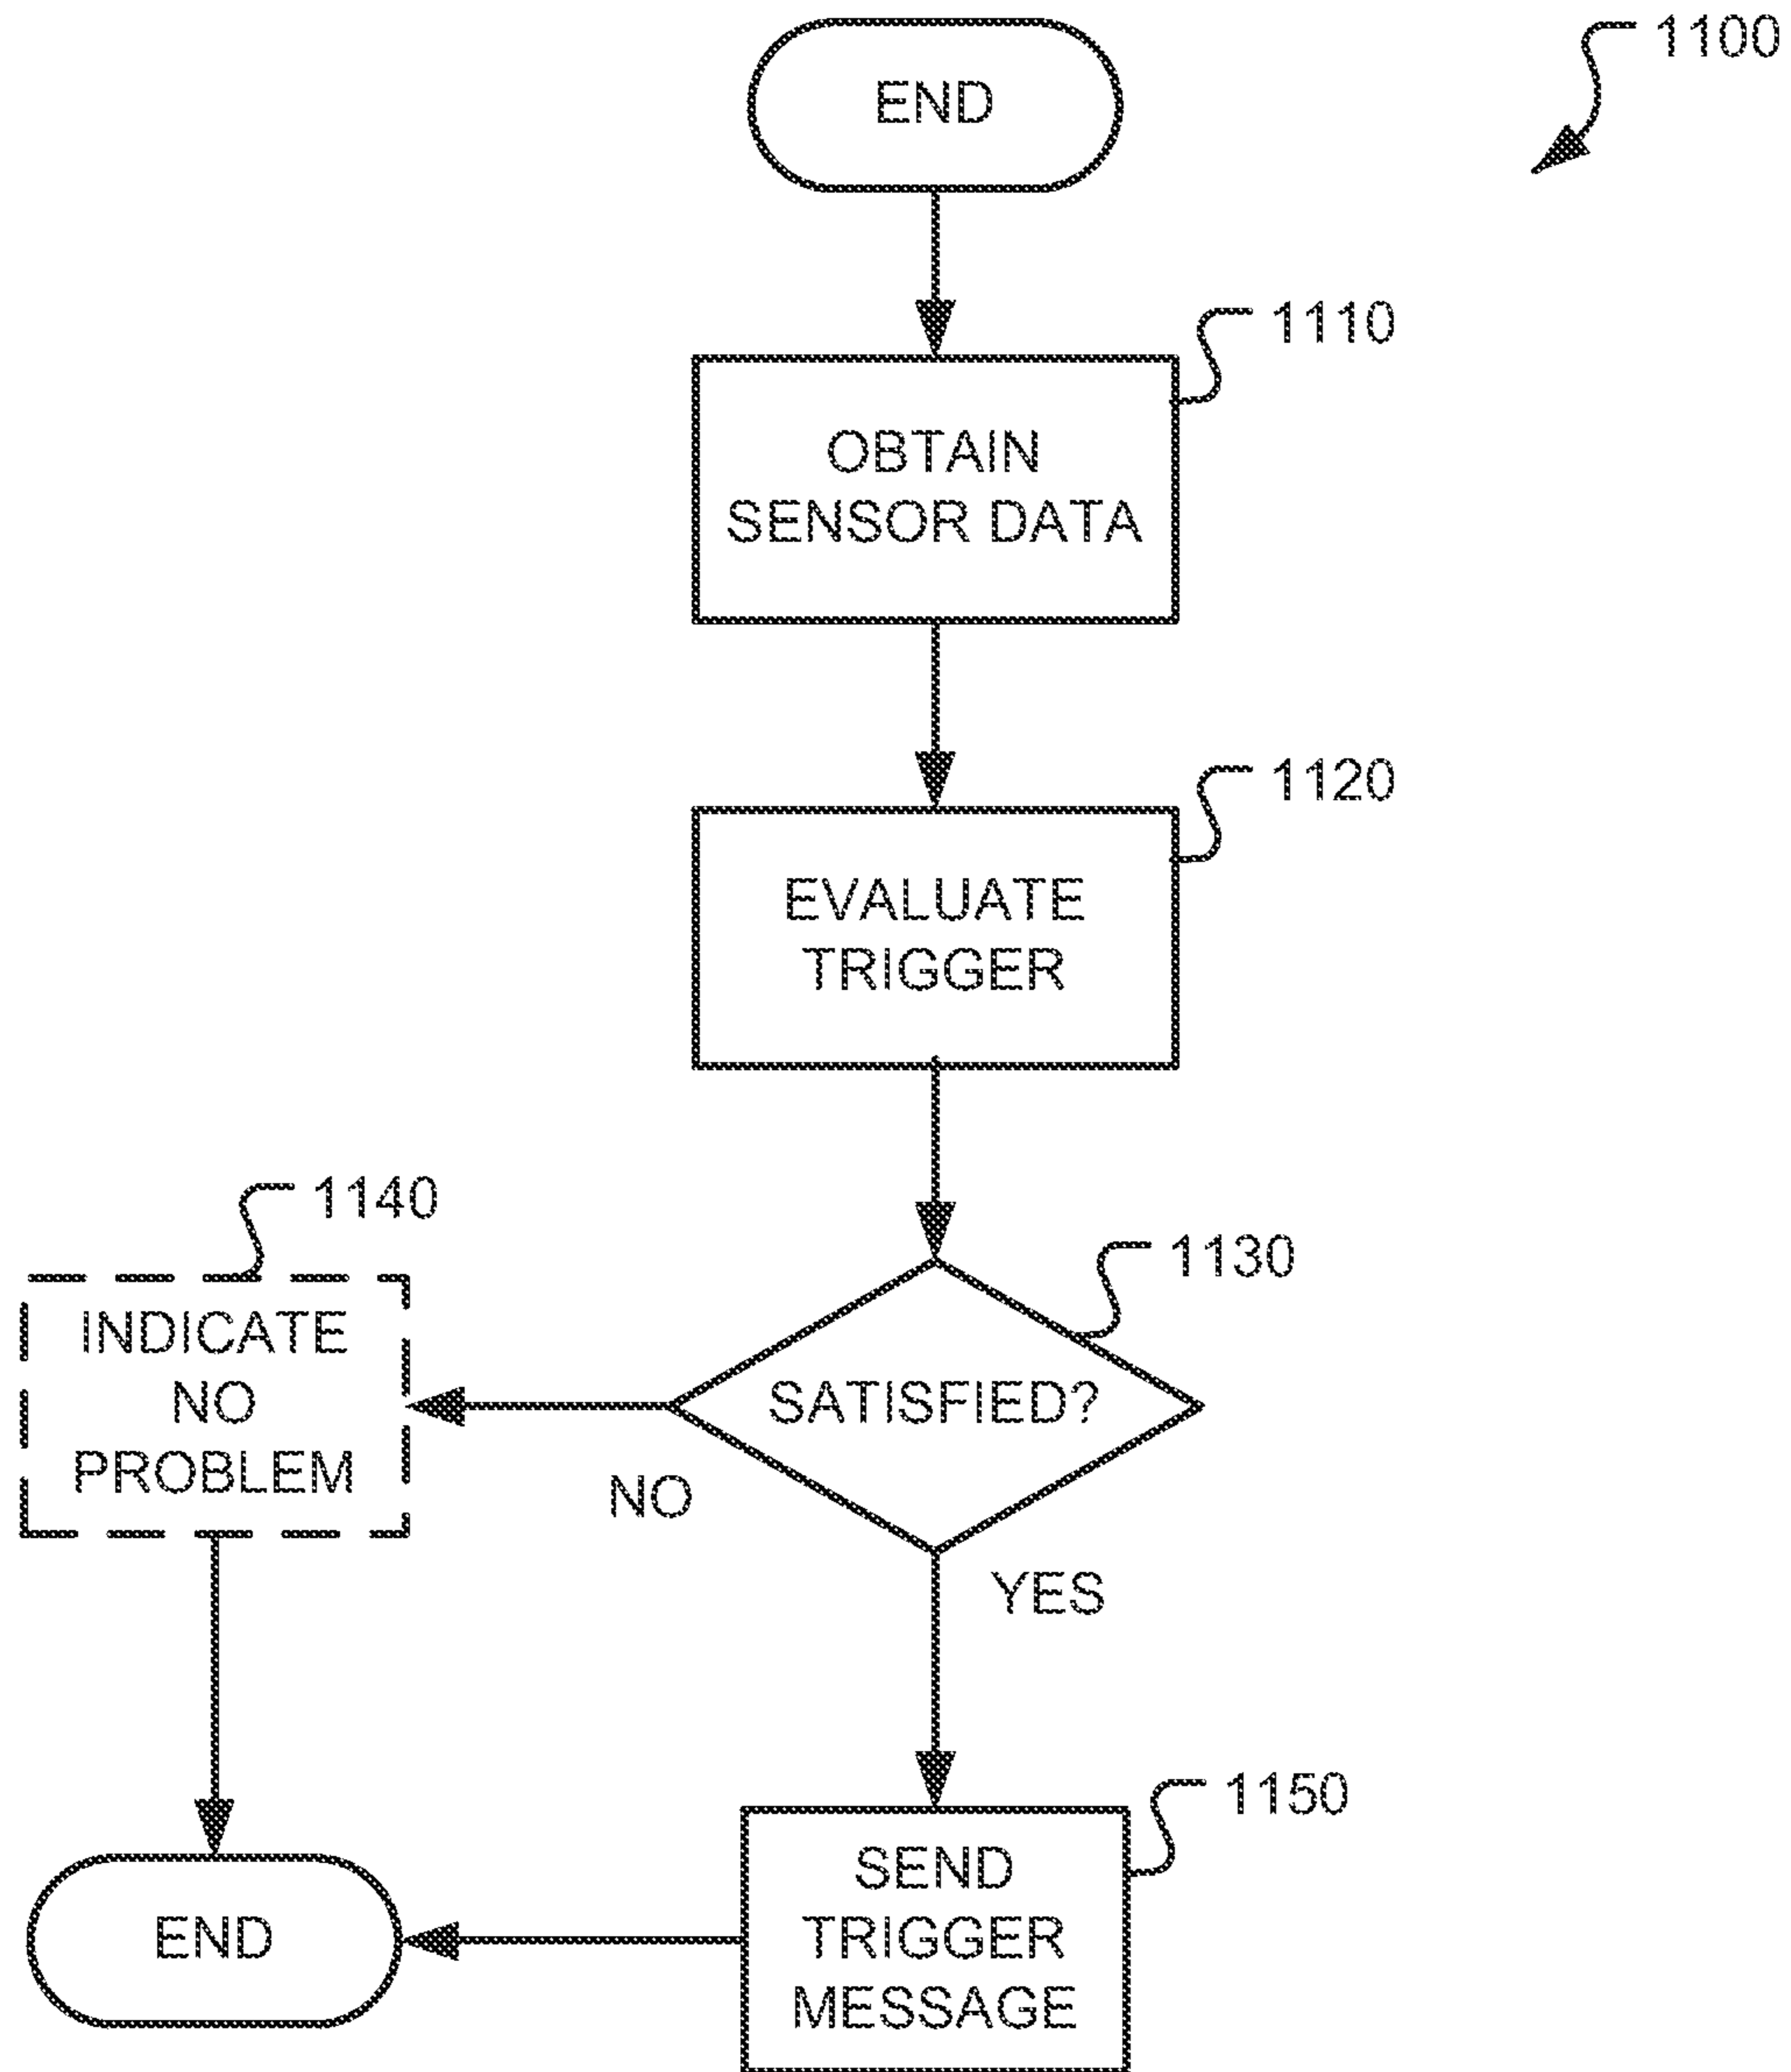 1100
END
1110
OBTAIN
SENSOR DATA
1120
EVALUATE
TRIGGER
1140
1130
INDICATE
NO
PROBLEM
SATISFIED?
NO
YES
1150
SEND
TRIGGER
MESSAGE
END